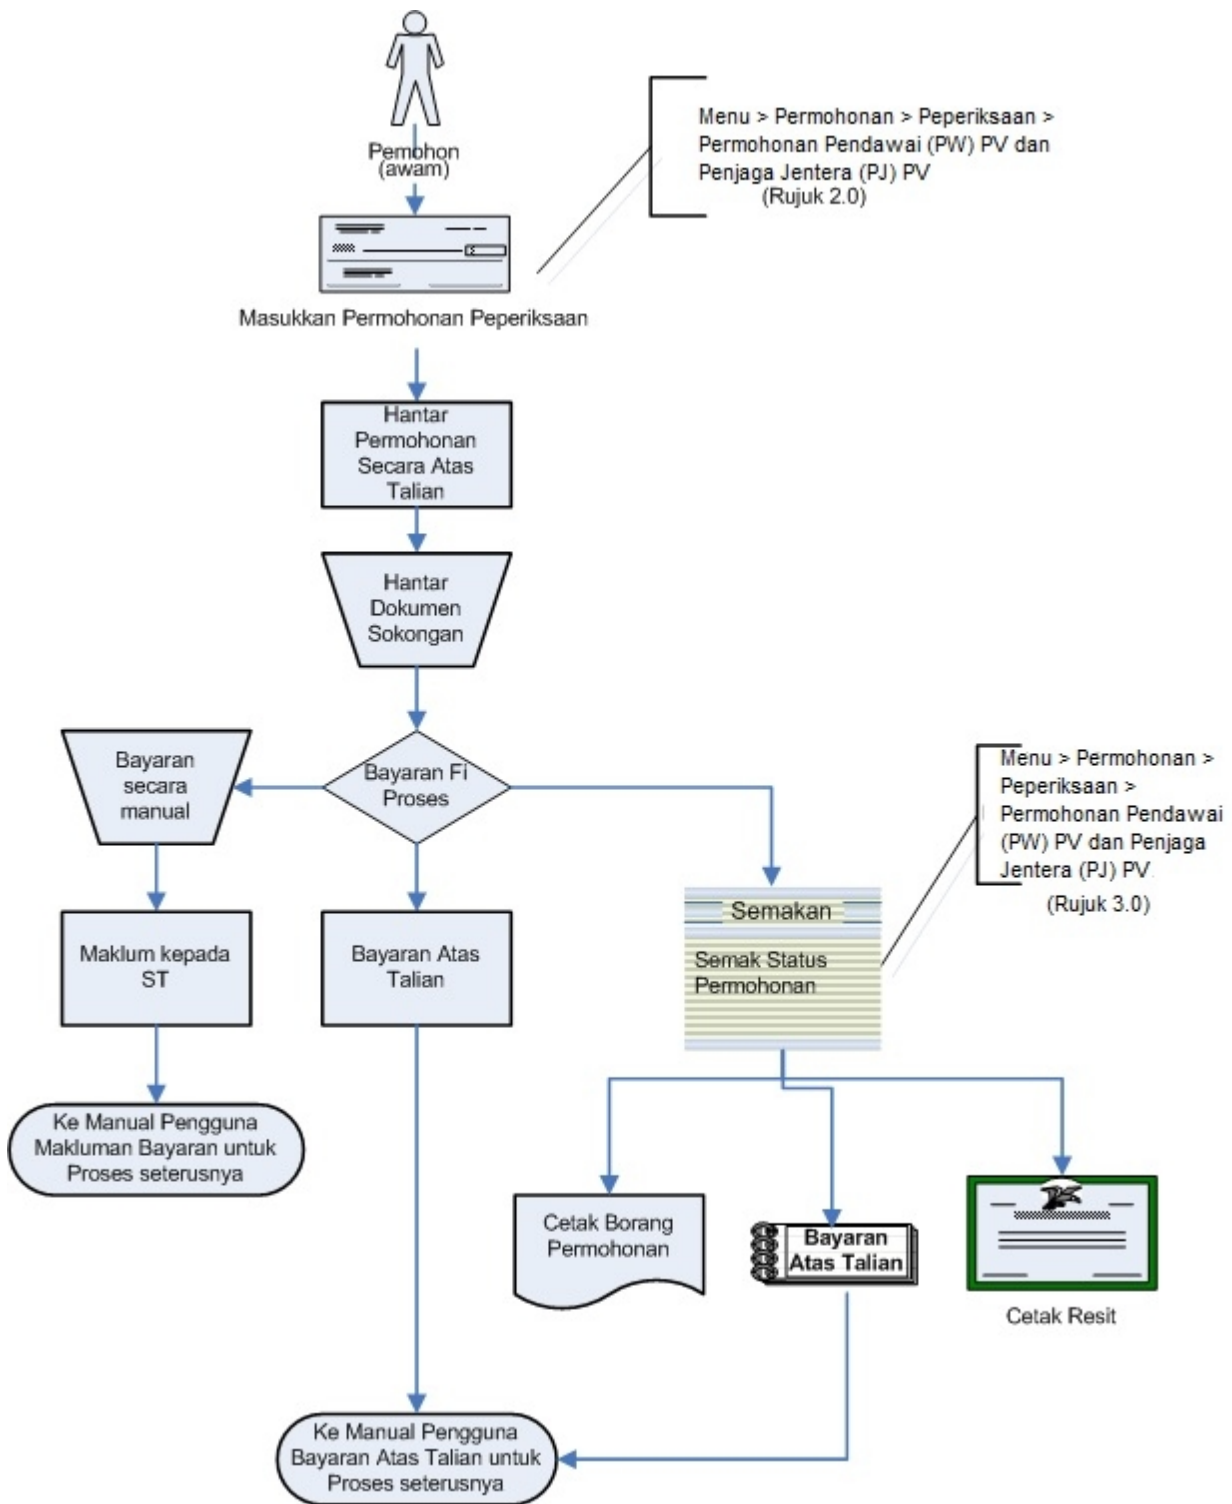 Pemohon
(awam)
Menu > Permohonan > Peperiksaan >
Permohonan Pendawai (PW) PV dan
Penjaga Jentera (PJ) PV
(Rujuk 2.0)
Masukkan Permohonan Peperiksaan
Hantar
Permohonan
Secara Atas
Talian
Hantar
Dokumen
Sokongan
Bayaran Fi
Proses
Bayaran
secara
manual
Menu > Permohonan >
Peperiksaan >
Permohonan Pendawai
(PW) PV dan Penjaga
Jentera (PJ) PV
(Rujuk 3.0)
Maklum kepada
ST
Bayaran Atas
Talian
Semakan
Semak Status
Permohonan
Ke Manual Pengguna
Makluman Bayaran untuk
Proses seterusnya
Cetak Borang
Permohonan
Bayaran
Atas Talian
Cetak Resit
Ke Manual Pengguna
Bayaran Atas Talian untuk
Proses seterusnya